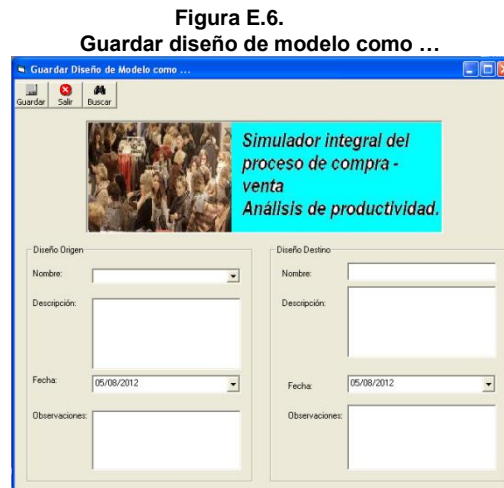 Figura E.6.
Guardar diseño de modelo como …
Guardar Diseño de Modelo como ...
Guardar Salir Buscar
Simulador integral del
proceso de compra -
venta
Análisis de productividad.
Diseño Origen
Nombre:
Descripción:
Fecha: 05/08/2012
Observaciones:
Diseño Destino
Nombre:
Descripción:
Fecha: 05/08/2012
Observaciones: